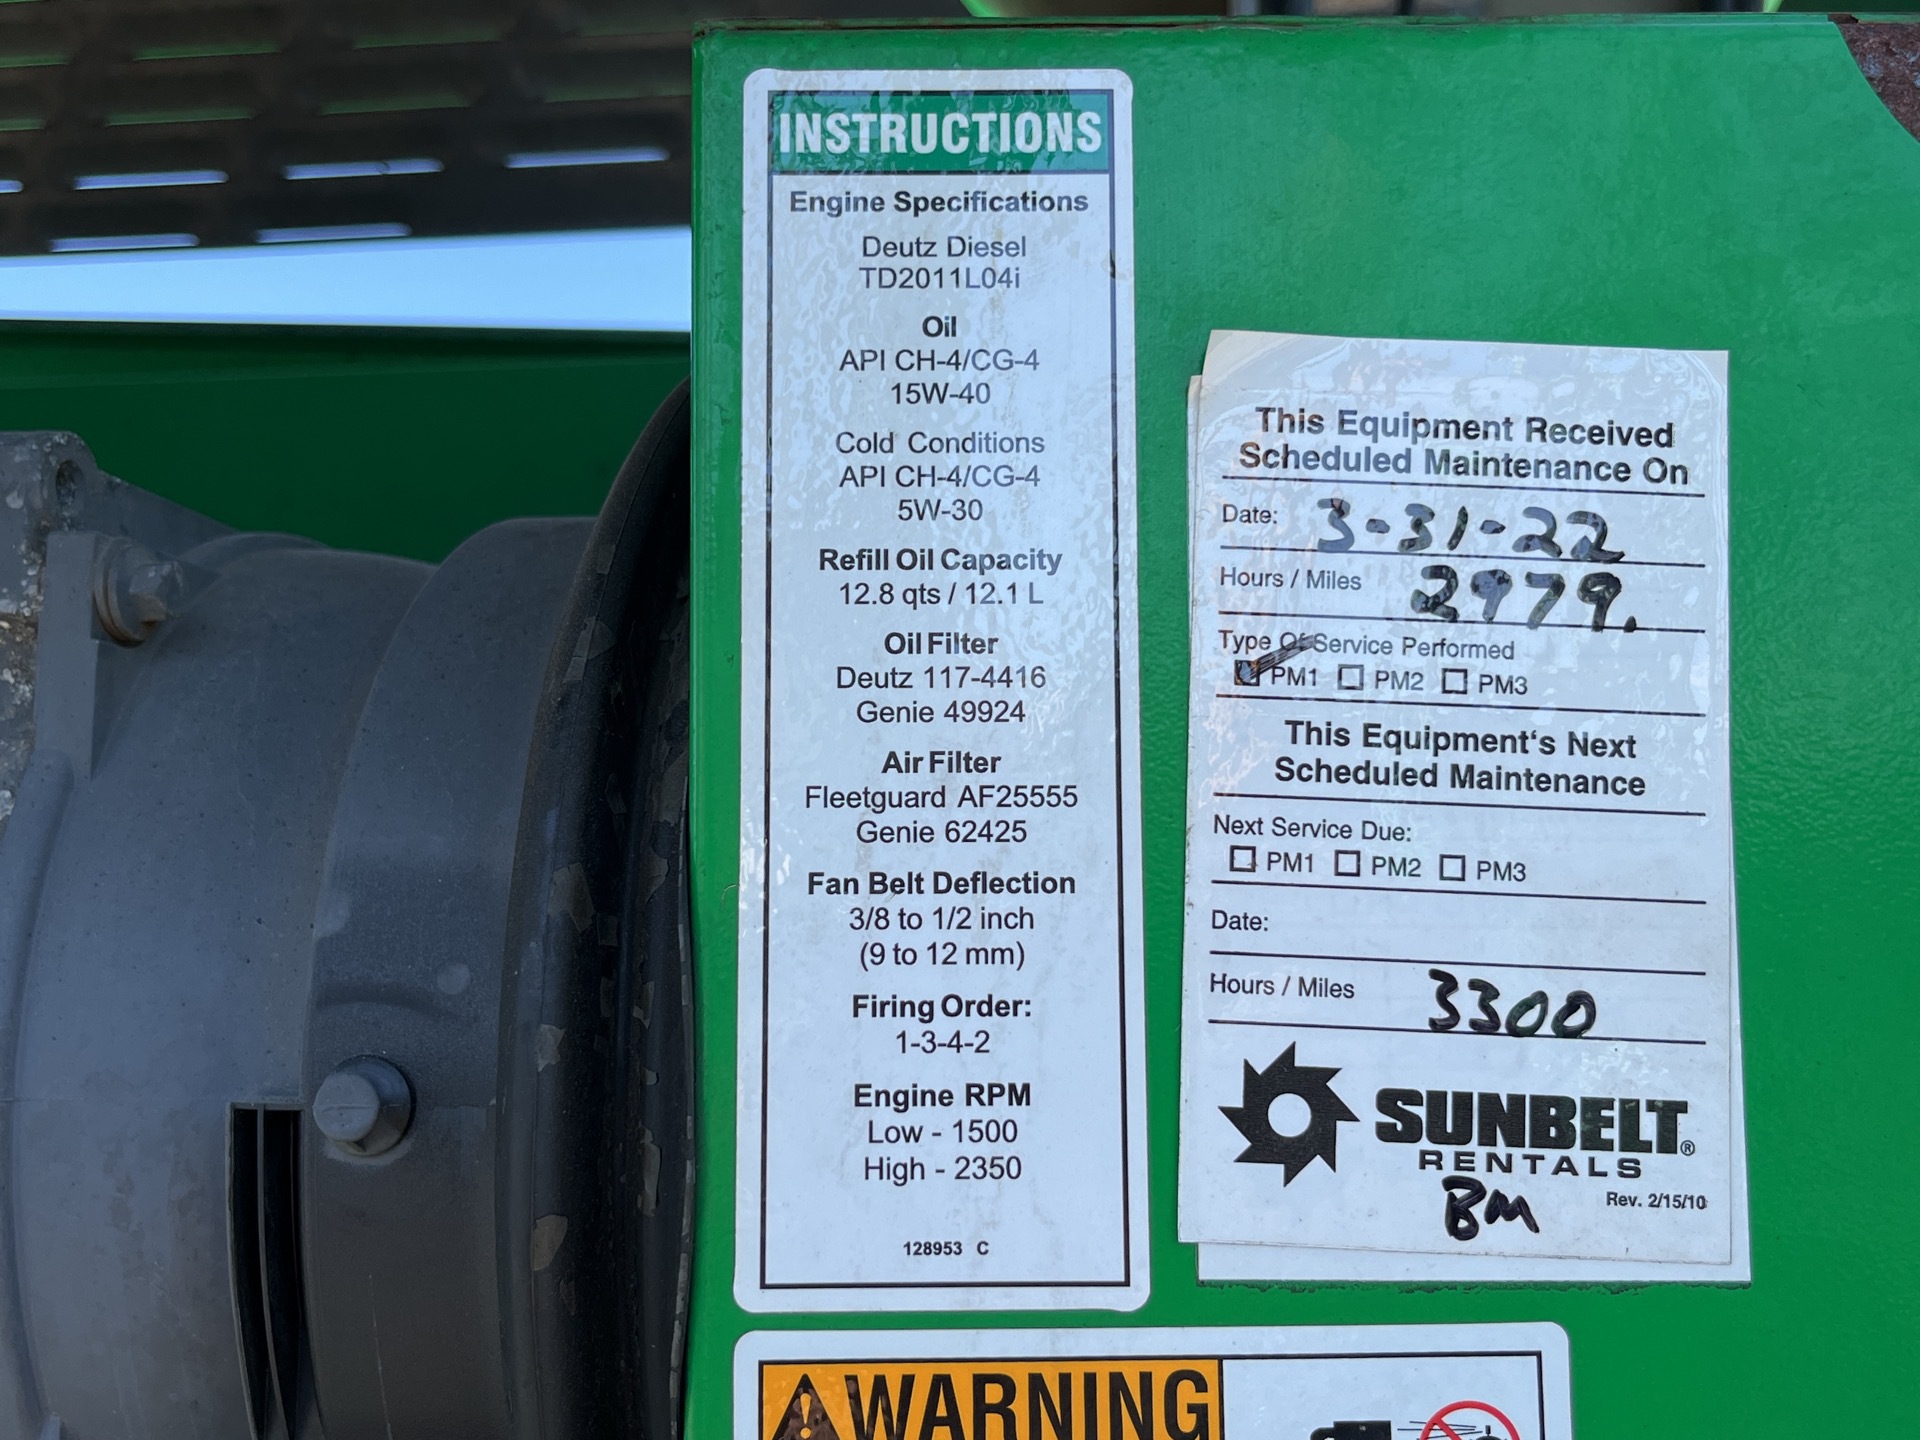 INSTRUCTIONS
Engine Specifications
Deutz Diesel
TD2011L04i
Oil
API CH-4/CG-4
15W-40
Cold Conditions
API CH-4/CG-4
5W-30
Refill Oil Capacity
12.8 qts / 12.1 L
Oil Filter
Deutz 117-4416
Genie 49924
Air Filter
Fleetguard AF25555
Genie 62425
Fan Belt Deflection
3/8 to 1/2 inch
(9 to 12 mm)
Firing Order:
1-3-4-2
Engine RPM
Low - 1500
High - 2350
128953 C
This Equipment Received
Scheduled Maintenance On
Date: 3-31-22
Hours / Miles 2979.
Type Of Service Performed
PM1 PM2 PM3
This Equipment's Next
Scheduled Maintenance
Next Service Due:
PM1 PM2 PM3
Date:
Hours / Miles 3300
SUNBELT®
RENTALS
BM
Rev. 2/15/10
WARNING